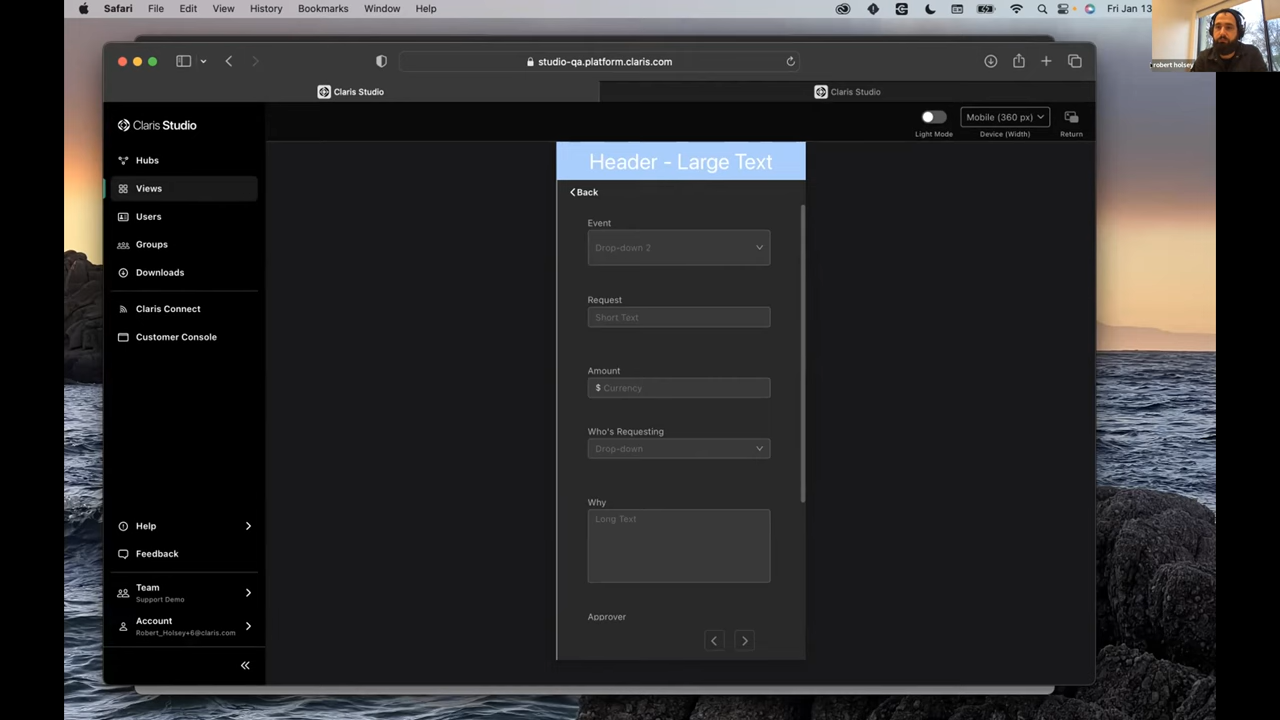 Safari File Edit View History Bookmarks Window Help Fri Jan 13
robert holsey
studio-qa.platform.claris.com
Claris Studio Claris Studio
Claris Studio
Light Mode
Mobile (360 px)
Device (Width)
Return
Hubs
Views
Users
Groups
Downloads
Claris Connect
Customer Console
Help
Feedback
Team
Support Demo
Account
Robert_Holsey+6@claris.com
Header - Large Text
Back
Event
Drop-down 2
Request
Short Text
Amount
$ Currency
Who's Requesting
Drop-down
Why
Long Text
Approver